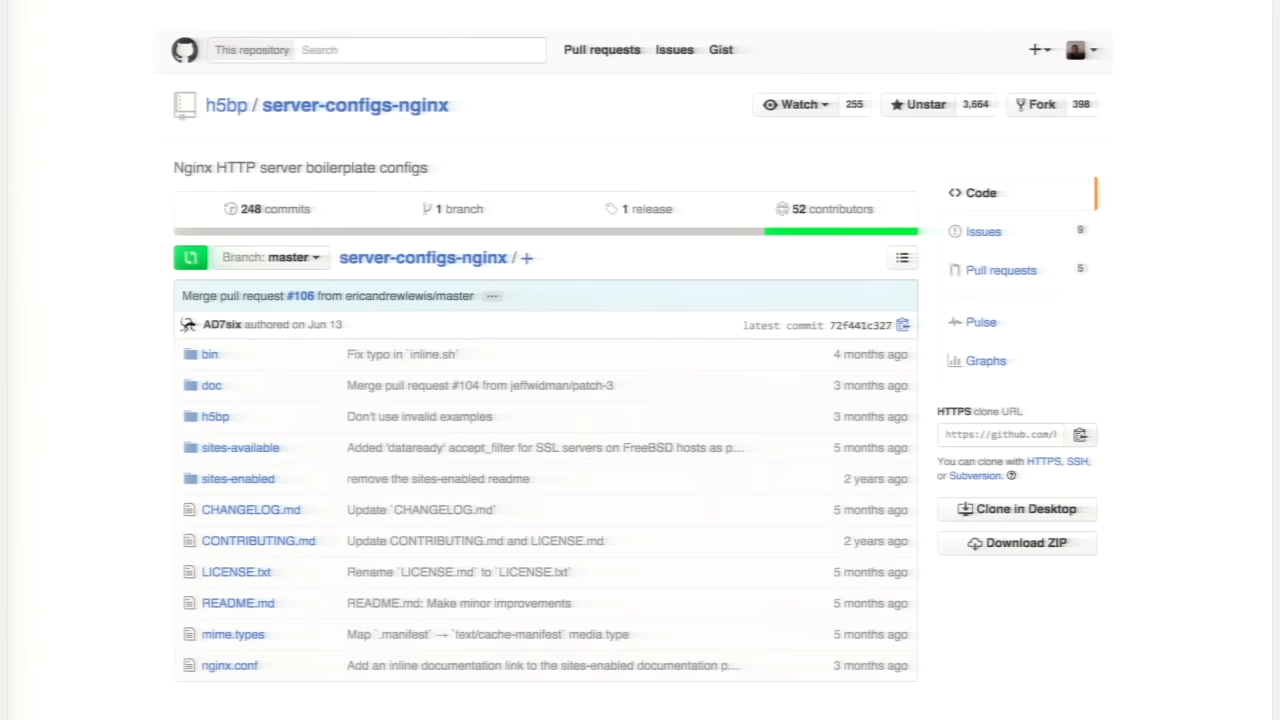 This repository Search Pull requests Issues Gist
h5bp / server-configs-nginx Watch 255 Unstar 3,664 Fork 398
Nginx HTTP server boilerplate configs
248 commits 1 branch 1 release 52 contributors
Branch: master server-configs-nginx / +
Merge pull request #106 from ericandrewlewis/master ...
AD7six authored on Jun 13 latest commit 72f441c327
bin Fix typo in `inline.sh` 4 months ago
doc Merge pull request #104 from jeffwidman/patch-3 3 months ago
h5bp Don't use invalid examples 3 months ago
sites-available Added 'dataready' accept_filter for SSL servers on FreeBSD hosts as p… 5 months ago
sites-enabled remove the sites-enabled readme 2 years ago
CHANGELOG.md Update `CHANGELOG.md` 5 months ago
CONTRIBUTING.md Update CONTRIBUTING.md and LICENSE.md 2 years ago
LICENSE.txt Rename `LICENSE.md` to `LICENSE.txt` 5 months ago
README.md README.md: Make minor improvements 5 months ago
mime.types Map `.manifest` → `text/cache-manifest` media type 5 months ago
nginx.conf Add an inline documentation link to the sites-enabled documentation p… 3 months ago
Code
Issues 9
Pull requests 5
Pulse
Graphs
HTTPS clone URL
https://github.com/
You can clone with HTTPS, SSH,
or Subversion.
Clone in Desktop
Download ZIP